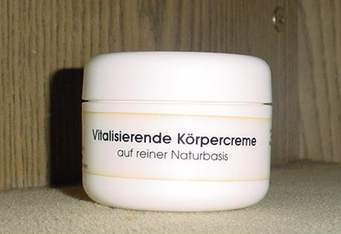 Vitalisierende Körpercreme
auf reiner Naturbasis